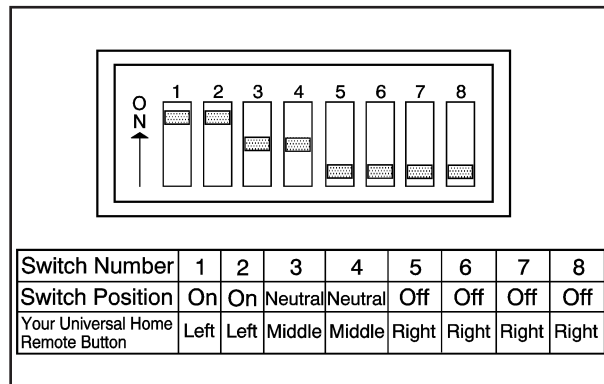 1 2 3 4 5 6 7 8
ON
Switch Number 1 2 3 4 5 6 7 8
Switch Position On On Neutral Neutral Off Off Off Off
Your Universal Home
Remote Button Left Left Middle Middle Right Right Right Right